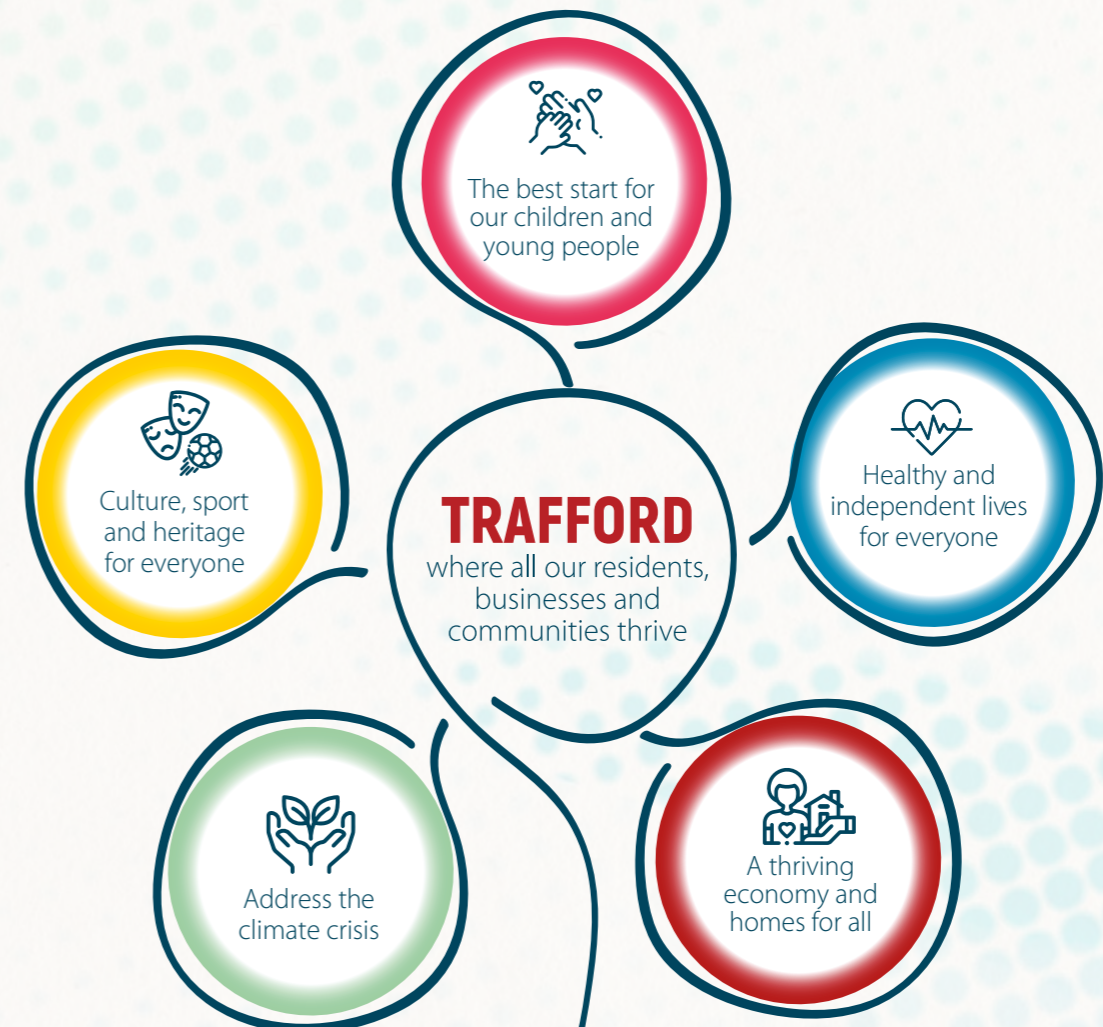 The best start for
our children and
young people
Culture, sport
and heritage
for everyone
Healthy and
independent lives
for everyone
TRAFFORD
where all our residents,
businesses and
communities thrive
Address the
climate crisis
A thriving
economy and
homes for all